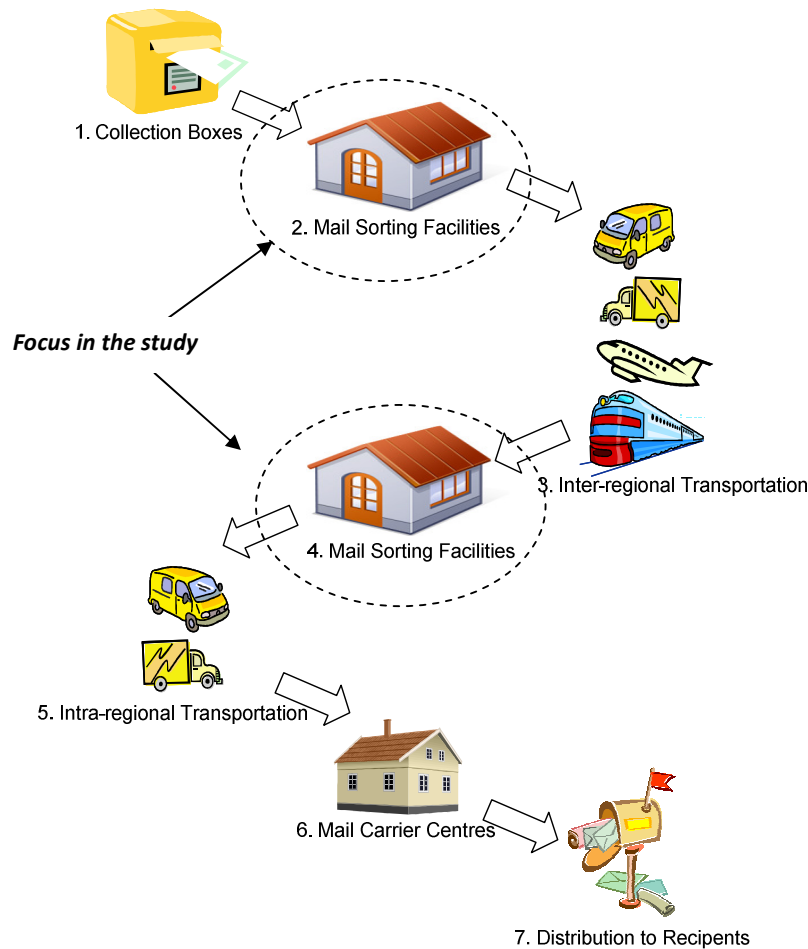 1. Collection Boxes
2. Mail Sorting Facilities
Focus in the study
3. Inter-regional Transportation
4. Mail Sorting Facilities
5. Intra-regional Transportation
6. Mail Carrier Centres
7. Distribution to Recipents